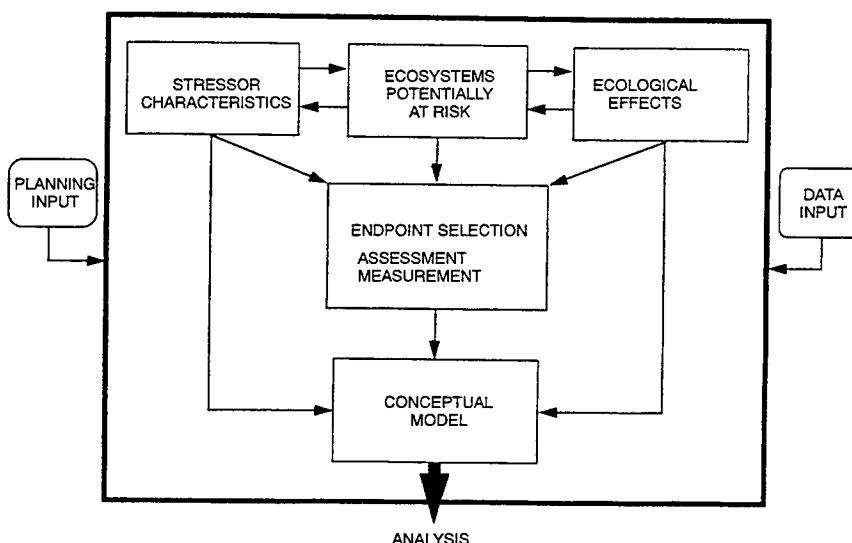 STRESSOR
CHARACTERISTICS
ECOSYSTEMS
POTENTIALLY
AT RISK
ECOLOGICAL
EFFECTS
PLANNING
INPUT
DATA
INPUT
ENDPOINT SELECTION
ASSESSMENT
MEASUREMENT
CONCEPTUAL
MODEL
ANALYSIS